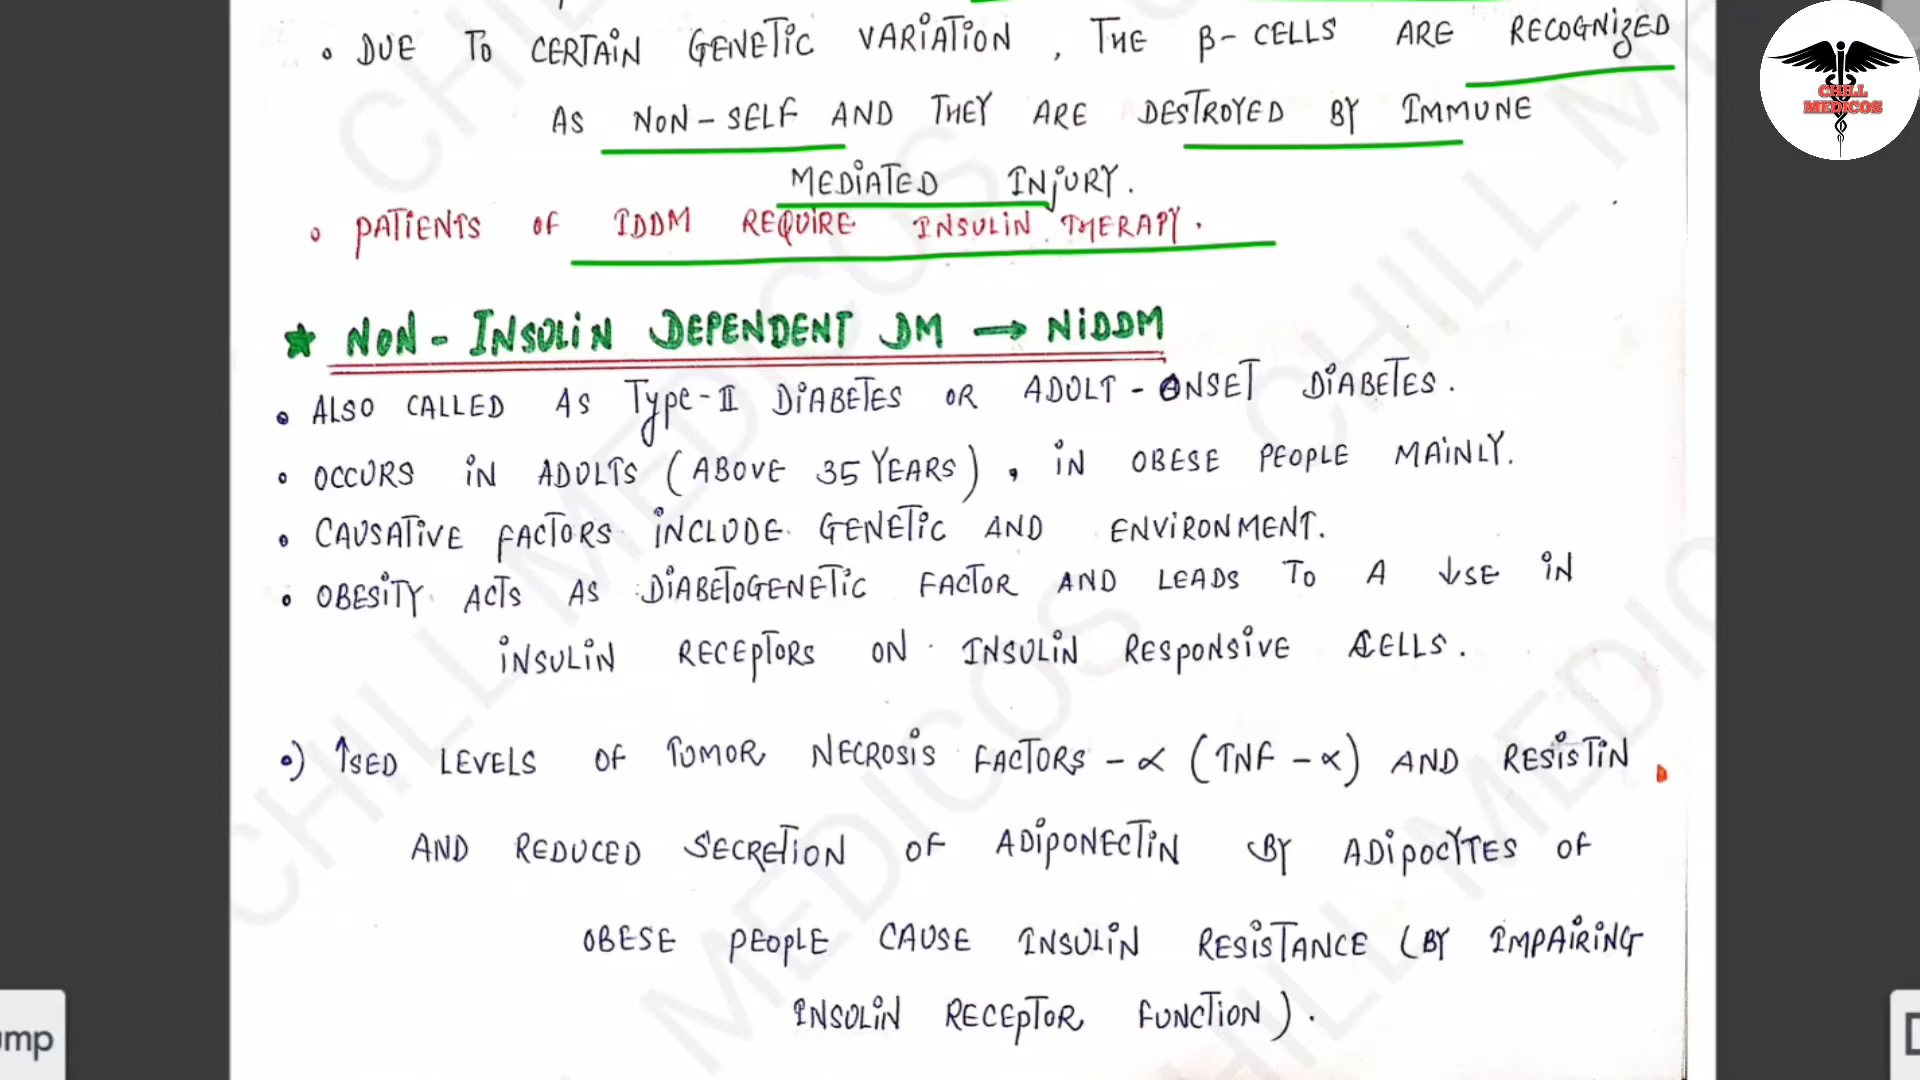 • DUE TO CERTAIN GENETIC VARIATION, THE β-CELLS ARE RECOGNIZED
AS NON-SELF AND THEY ARE DESTROYED BY IMMUNE
MEDIATED INJURY.
• PATIENTS OF IDDM REQUIRE INSULIN THERAPY.
★ NON-INSULIN DEPENDENT DM → NIDDM
• ALSO CALLED AS TYPE-II DIABETES OR ADULT-ONSET DIABETES.
• OCCURS IN ADULTS (ABOVE 35 YEARS), IN OBESE PEOPLE MAINLY.
• CAUSATIVE FACTORS INCLUDE GENETIC AND ENVIRONMENT.
• OBESITY ACTS AS DIABETOGENETIC FACTOR AND LEADS TO A ↓SE IN
INSULIN RECEPTORS ON INSULIN RESPONSIVE CELLS.
•) ↑SED LEVELS OF TUMOR NECROSIS FACTORS-α (TNF-α) AND RESISTIN
AND REDUCED SECRETION OF ADIPONECTIN BY ADIPOCYTES OF
OBESE PEOPLE CAUSE INSULIN RESISTANCE (BY IMPAIRING
INSULIN RECEPTOR FUNCTION).
CHILL
MEDICOS
ump
CHILL MEDICOS
CHILL MEDICOS